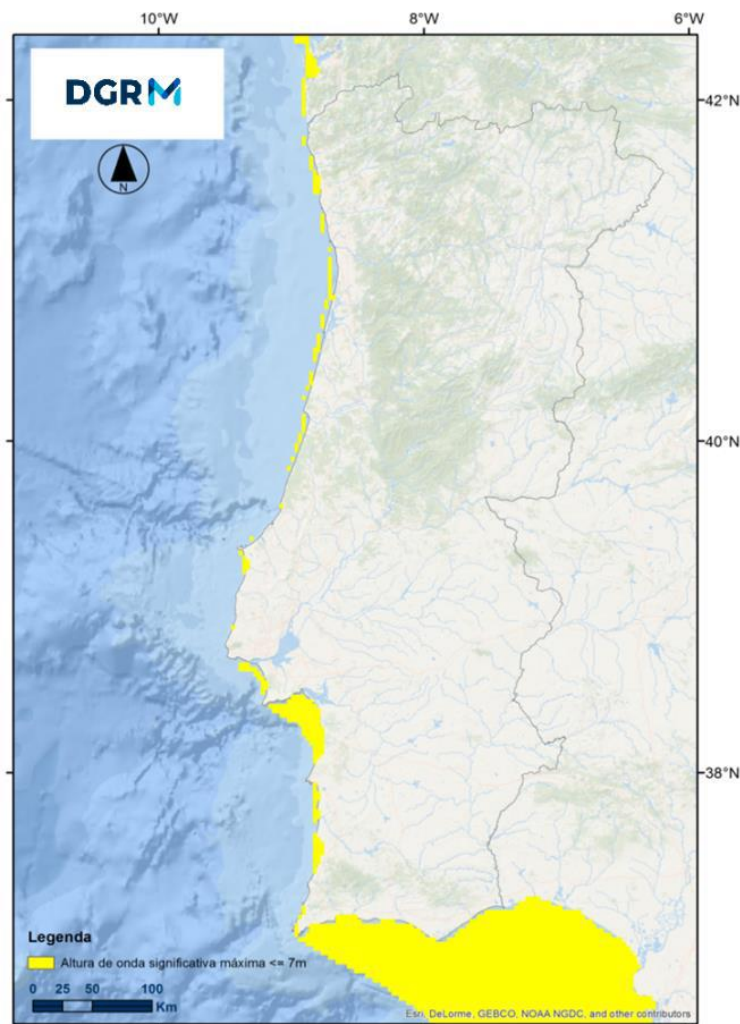 10°W 8°W 6°W
DGRM
42°N
N
40°N
38°N
Legenda
Altura de onda significativa máxima <= 7m
0 25 50 100
Km
Esri, DeLorme, GEBCO, NOAA NGDC, and other contributors